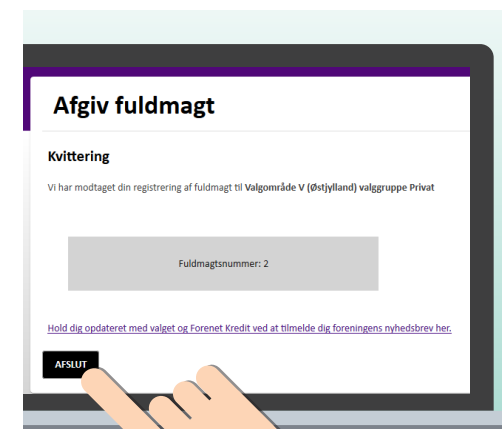 Afgiv fuldmagt
Kvittering
Vi har modtaget din registrering af fuldmagt til Valgområde V (Østjylland) valggruppe Privat
Fuldmagtsnummer: 2
Hold dig opdateret med valget og Forenet Kredit ved at tilmelde dig foreningens nyhedsbrev her.
AFSLUT